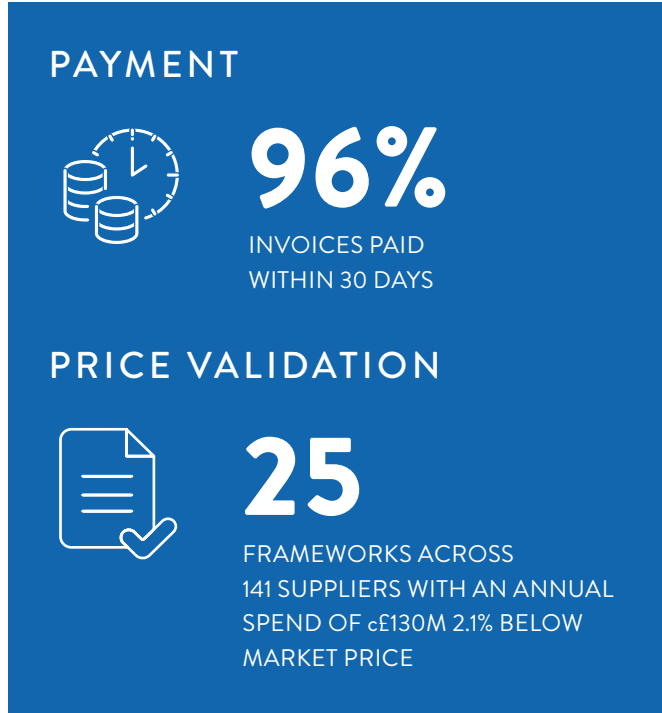 PAYMENT
96%
INVOICES PAID
WITHIN 30 DAYS
PRICE VALIDATION
25
FRAMEWORKS ACROSS
141 SUPPLIERS WITH AN ANNUAL
SPEND OF c£130M 2.1% BELOW
MARKET PRICE